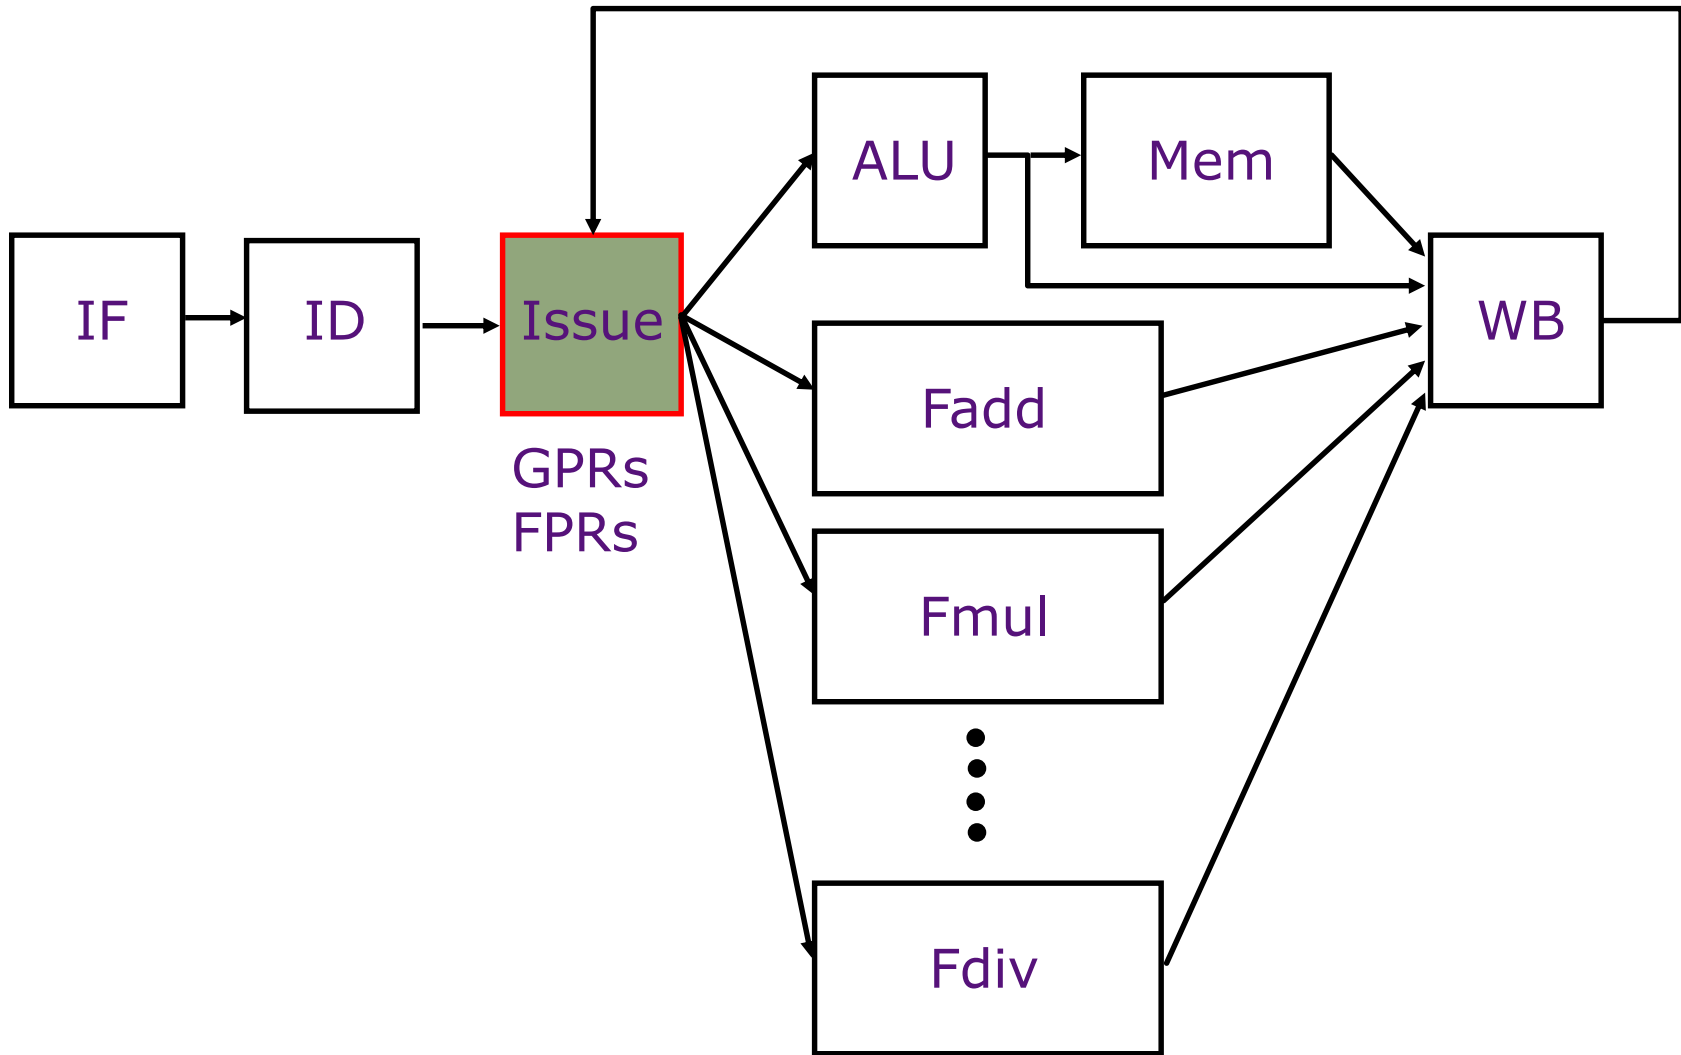 IF
ID
Issue
GPRs
FPRs
ALU
Mem
Fadd
Fmul
Fdiv
WB